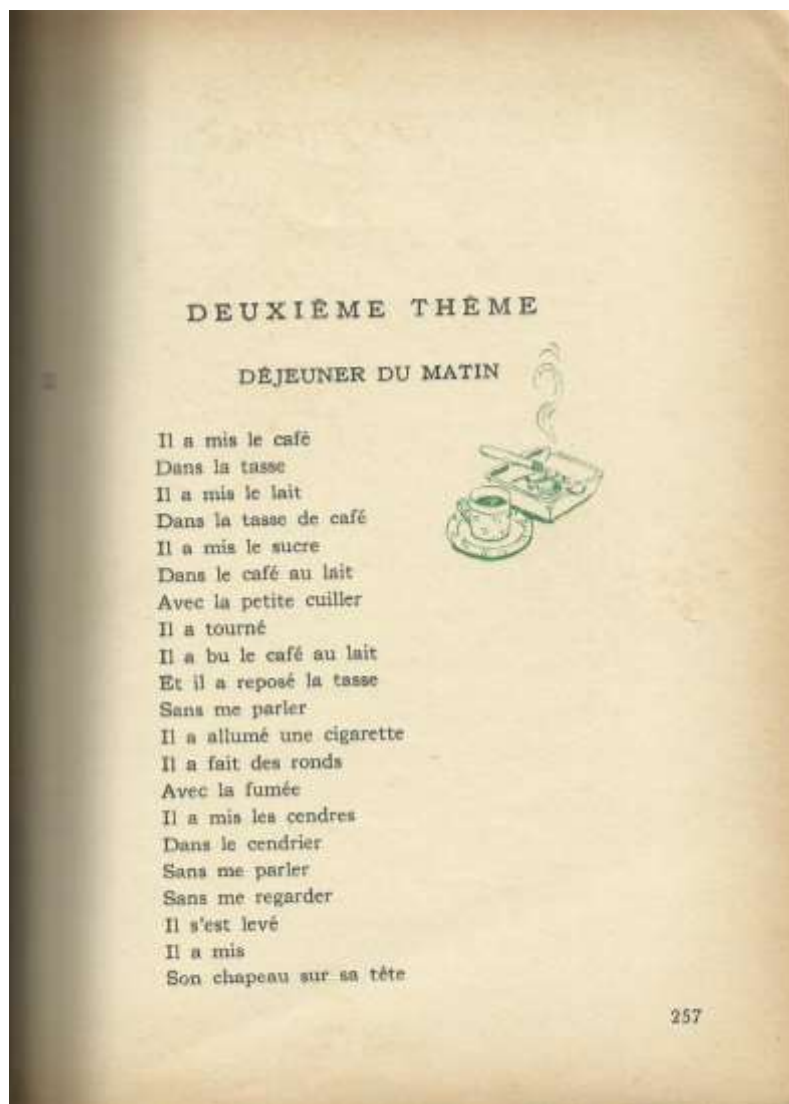 DEUXIÈME THÈME
DÉJEUNER DU MATIN
Il a mis le café
Dans la tasse
Il a mis le lait
Dans la tasse de café
Il a mis le sucre
Dans le café au lait
Avec la petite cuiller
Il a tourné
Il a bu le café au lait
Et il a reposé la tasse
Sans me parler
Il a allumé une cigarette
Il a fait des ronds
Avec la fumée
Il a mis les cendres
Dans le cendrier
Sans me parler
Sans me regarder
Il s'est levé
Il a mis
Son chapeau sur sa tête
257